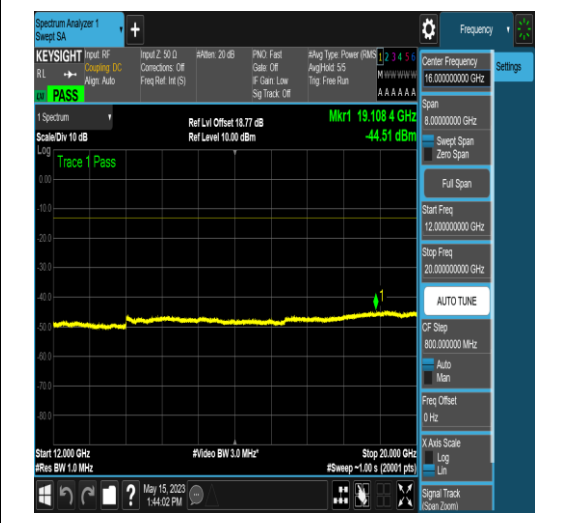 Spectrum Analyzer 1
Swept SA
Frequency
KEYSIGHT
RL
Input: RF
Coupling: DC
Align: Auto
Input Z: 50 Ω
Corrections: Off
Freq Ref: Int (S)
#Atten: 20 dB
PNO: Fast
Gate: Off
IF Gain: Low
Sig Track: Off
#Avg Type: Power (RMS
Avg|Hold: 5/5
Trig: Free Run
1 2 3 4 5 6
M W W W W W
A A A A A A
PASS
1 Spectrum
Scale/Div 10 dB
Ref Lvl Offset 18.77 dB
Ref Level 10.00 dBm
Mkr1 19.108 4 GHz
-44.51 dBm
Log
Trace 1 Pass
0.00
-10.0
-20.0
-30.0
-40.0
-50.0
-60.0
-70.0
-80.0
1
Start 12.000 GHz
#Res BW 1.0 MHz
#Video BW 3.0 MHz*
Stop 20.000 GHz
#Sweep ~1.00 s (20001 pts)
May 15, 2023
1:44:02 PM
Center Frequency
16.000000000 GHz
Settings
Span
8.00000000 GHz
Swept Span
Zero Span
Full Span
Start Freq
12.000000000 GHz
Stop Freq
20.000000000 GHz
AUTO TUNE
CF Step
800.000000 MHz
Auto
Man
Freq Offset
0 Hz
X Axis Scale
Log
Lin
Signal Track
(Span Zoom)